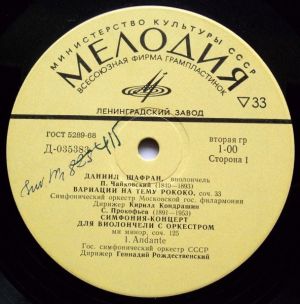 МИНИСТЕРСТВО КУЛЬТУРЫ СССР
МЕЛОДИЯ
ВСЕСОЮЗНАЯ ФИРМА ГРАМПЛАСТИНОК
ЛЕНИНГРАДСКИЙ ЗАВОД
▽33
ГОСТ 5289-68
Д-035383
вторая гр
1-00
Сторона I
ДАНИИЛ ШАФРАН, виолончель
П. Чайковский (1840—1893)
ВАРИАЦИИ НА ТЕМУ РОКОКО, соч. 33
Симфонический оркестр Московской гос. филармонии
Дирижер Кирилл Кондрашин
С. Прокофьев (1891—1953)
СИМФОНИЯ-КОНЦЕРТ
ДЛЯ ВИОЛОНЧЕЛИ С ОРКЕСТРОМ
ми минор, соч. 125
1. Andante
Гос. симфонический оркестр СССР
Дирижер Геннадий Рождественский